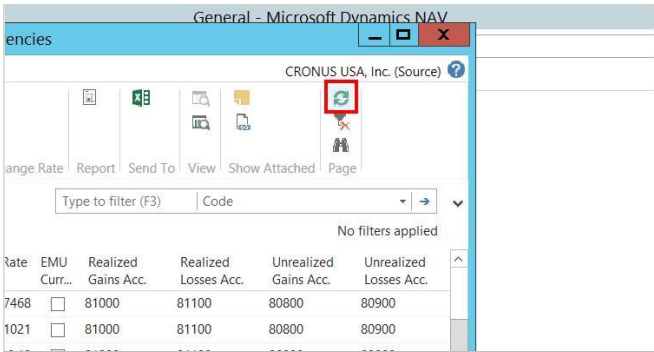 General - Microsoft Dynamics NAV
rencies
CRONUS USA, Inc. (Source)
ange Rate Report Send To View Show Attached Page
Type to filter (F3) Code
No filters applied
Rate EMU Realized Realized Unrealized Unrealized
Curr... Gains Acc. Losses Acc. Gains Acc. Losses Acc.
7468 81000 81100 80800 80900
1021 81000 81100 80800 80900